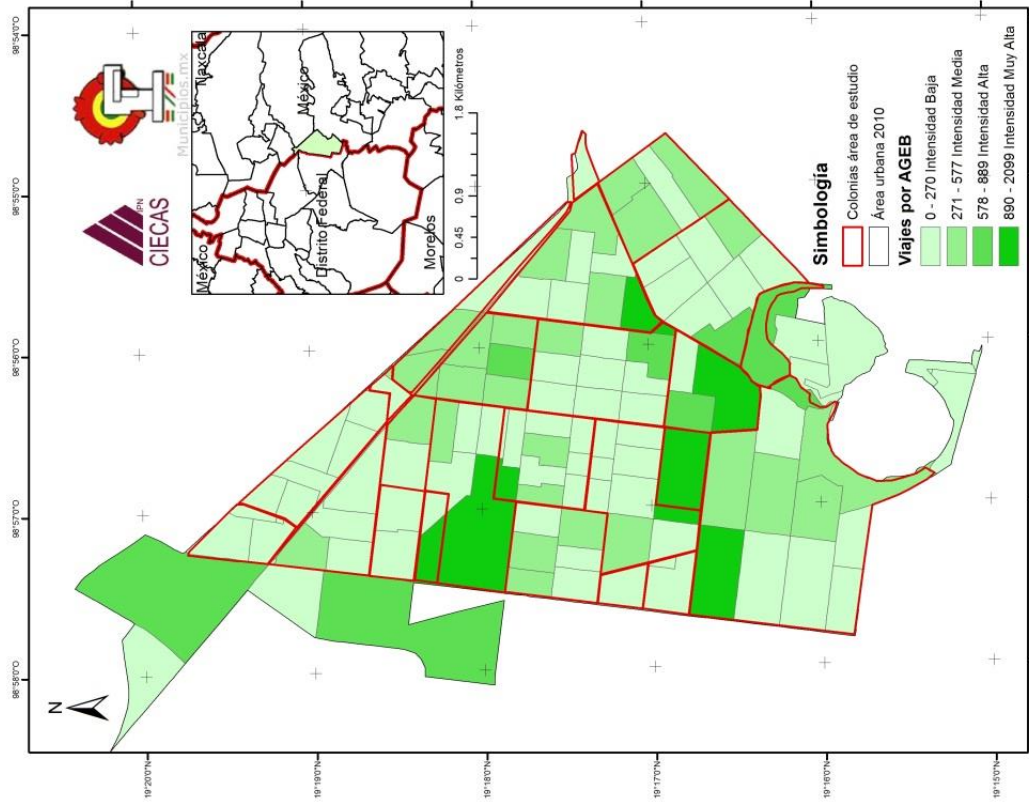 98°58'0"O
98°57'0"O
98°56'0"O
98°55'0"O
98°54'0"O
19°20'0"N
19°19'0"N
19°18'0"N
19°17'0"N
19°16'0"N
19°15'0"N
N
IPN
CIECAS
Municipios.mx
México
Tlaxcala
México
Distrito Federal
Morelos
0 0.45 0.9 1.8 Kilómetros
Simbología
Colonias área de estudio
Área urbana 2010
Viajes por AGEB
0 - 270 Intensidad Baja
271 - 577 Intensidad Media
578 - 889 Intensidad Alta
890 - 2099 Intensidad Muy Alta